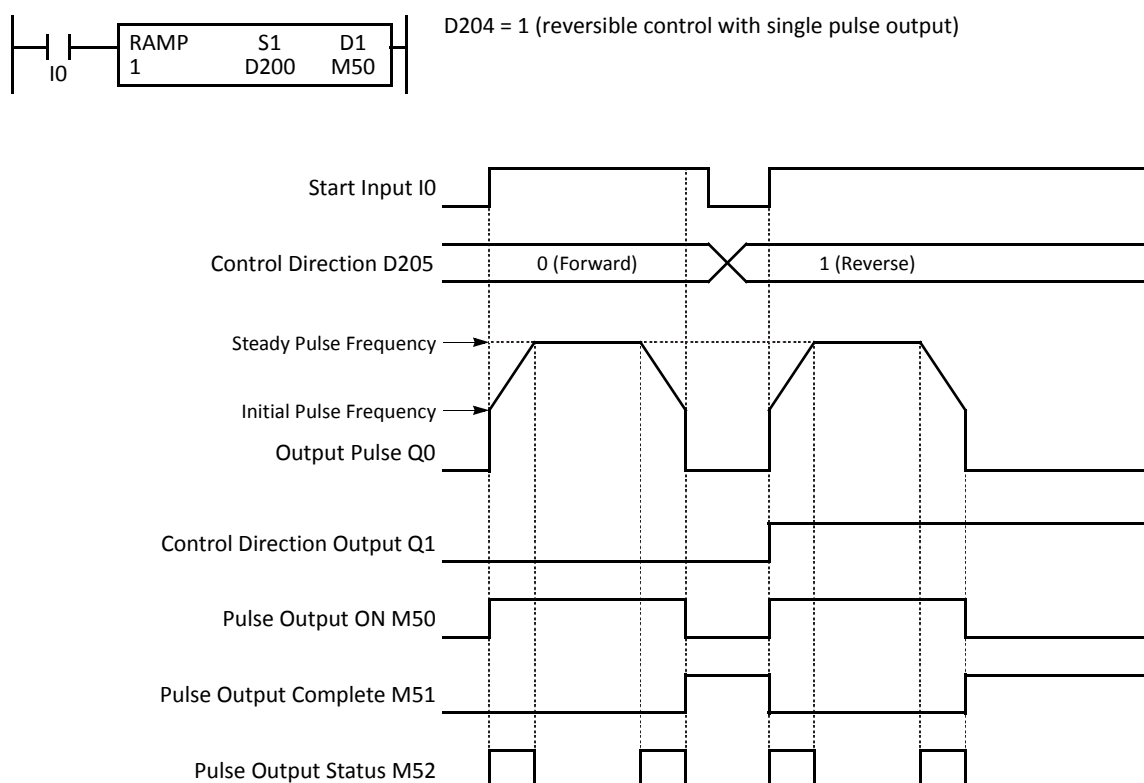 D204 = 1 (reversible control with single pulse output)
RAMP S1 D1
1 D200 M50
I0
Start Input I0
Control Direction D205 0 (Forward) 1 (Reverse)
Steady Pulse Frequency
Initial Pulse Frequency
Output Pulse Q0
Control Direction Output Q1
Pulse Output ON M50
Pulse Output Complete M51
Pulse Output Status M52